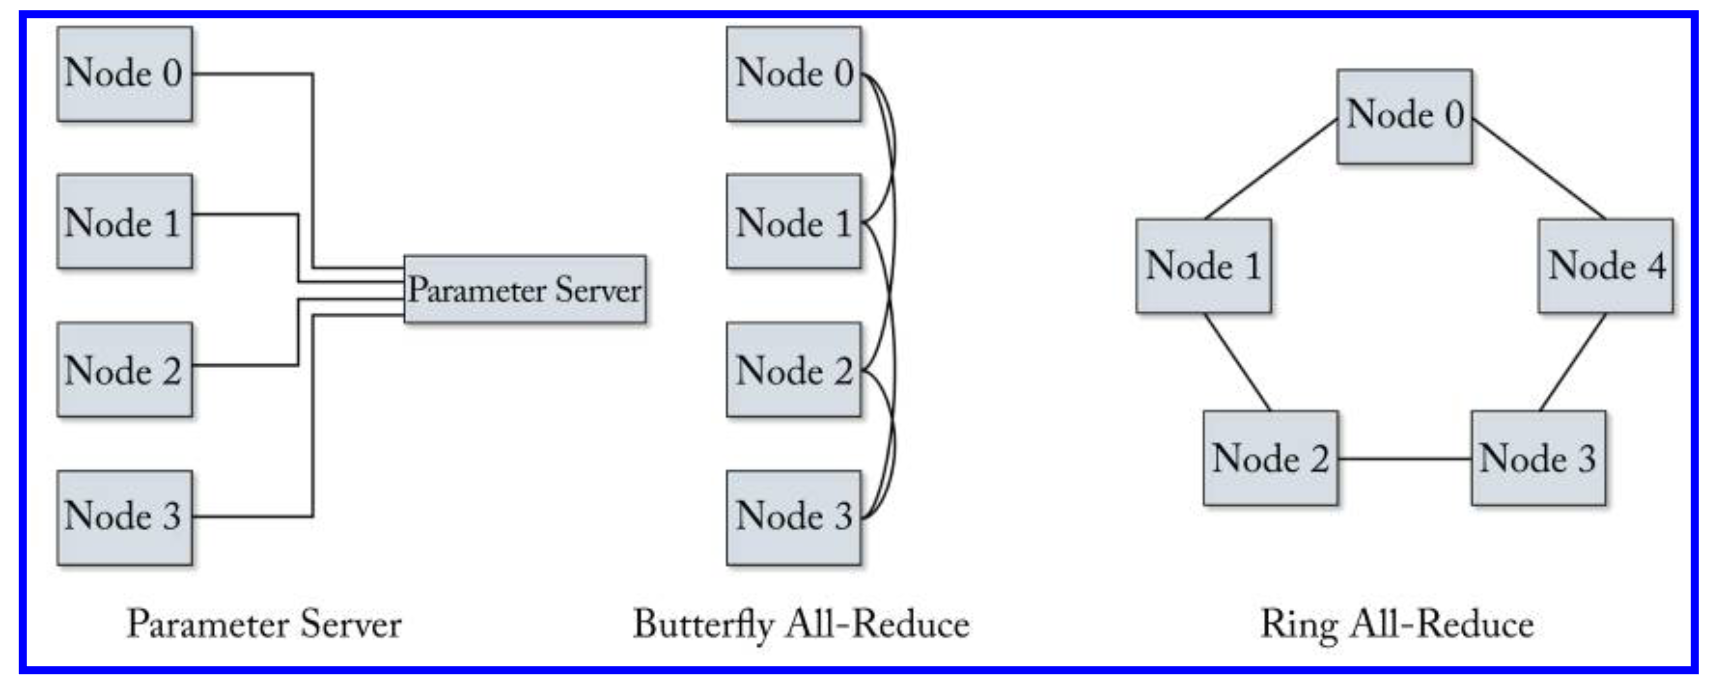 Node 0
Node 1
Node 2
Node 3
Parameter Server
Parameter Server
Node 0
Node 1
Node 2
Node 3
Butterfly All-Reduce
Node 0
Node 1
Node 4
Node 2
Node 3
Ring All-Reduce